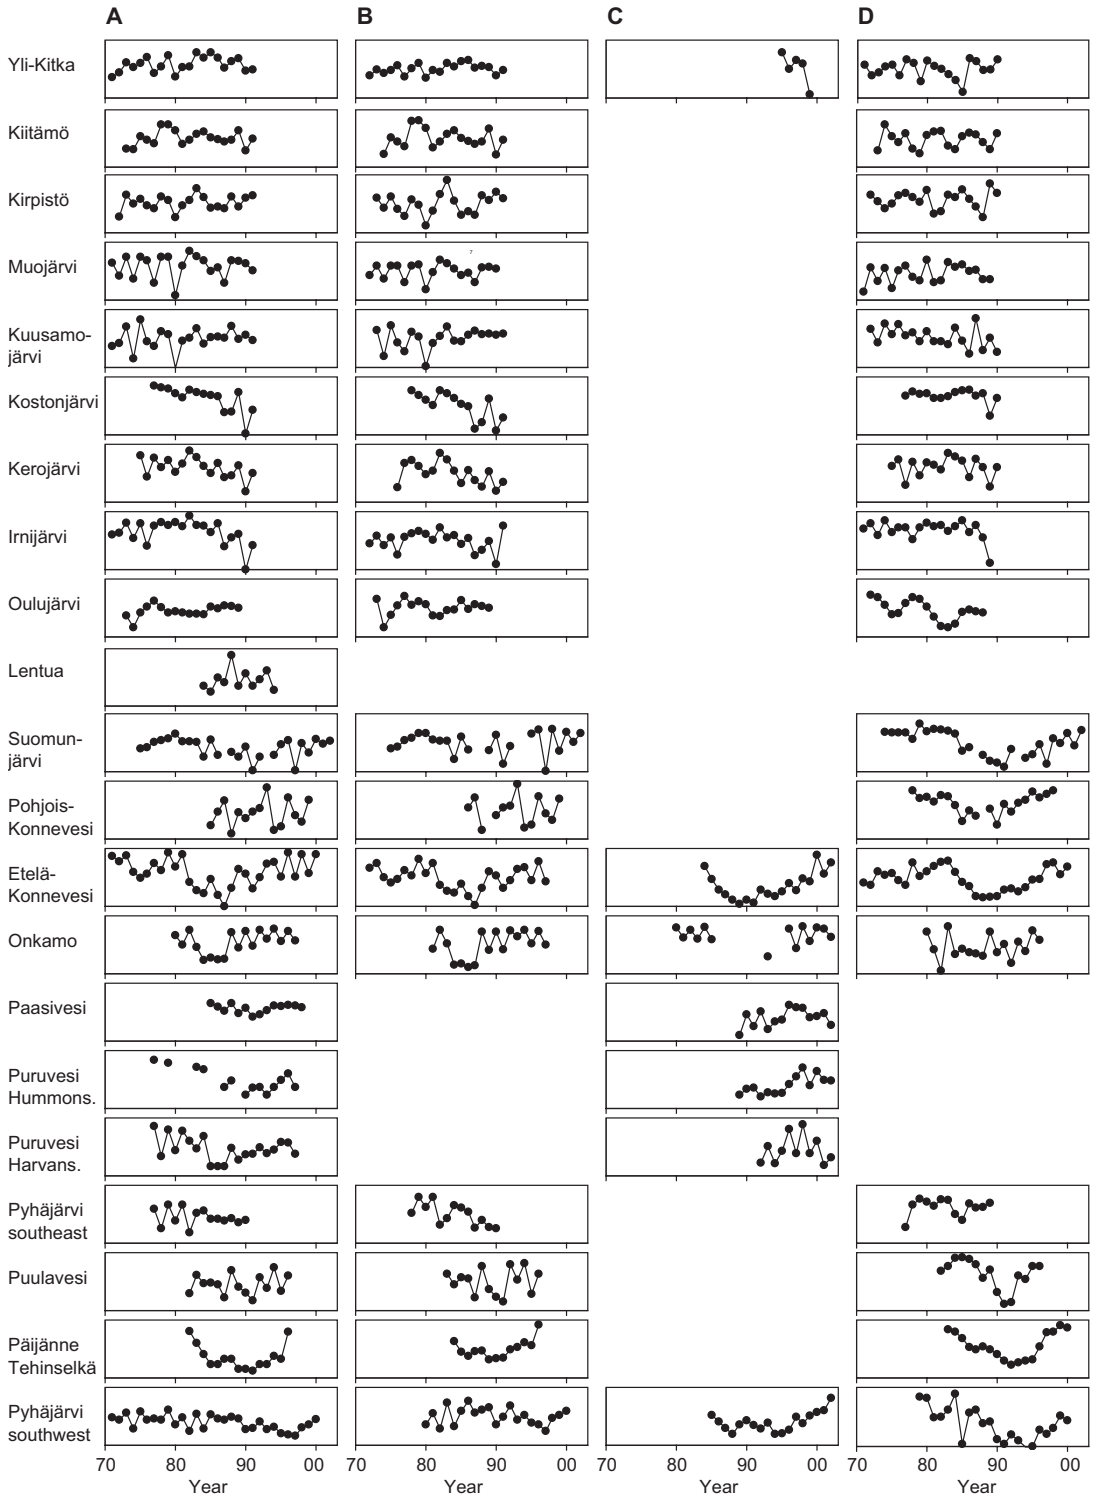 A B C D
Yli-Kitka
Kiitämö
Kirpistö
Muojärvi
Kuusamo-
järvi
Kostonjärvi
Kerojärvi
Irnijärvi
Oulujärvi
Lentua
Suomun-
järvi
Pohjois-
Konnevesi
Etelä-
Konnevesi
Onkamo
Paasivesi
Puruvesi
Hummons.
Puruvesi
Harvans.
Pyhäjärvi
southeast
Puulavesi
Päijänne
Tehinselkä
Pyhäjärvi
southwest
70 80 90 00 70 80 90 00 70 80 90 00 70 80 90 00
Year Year Year Year